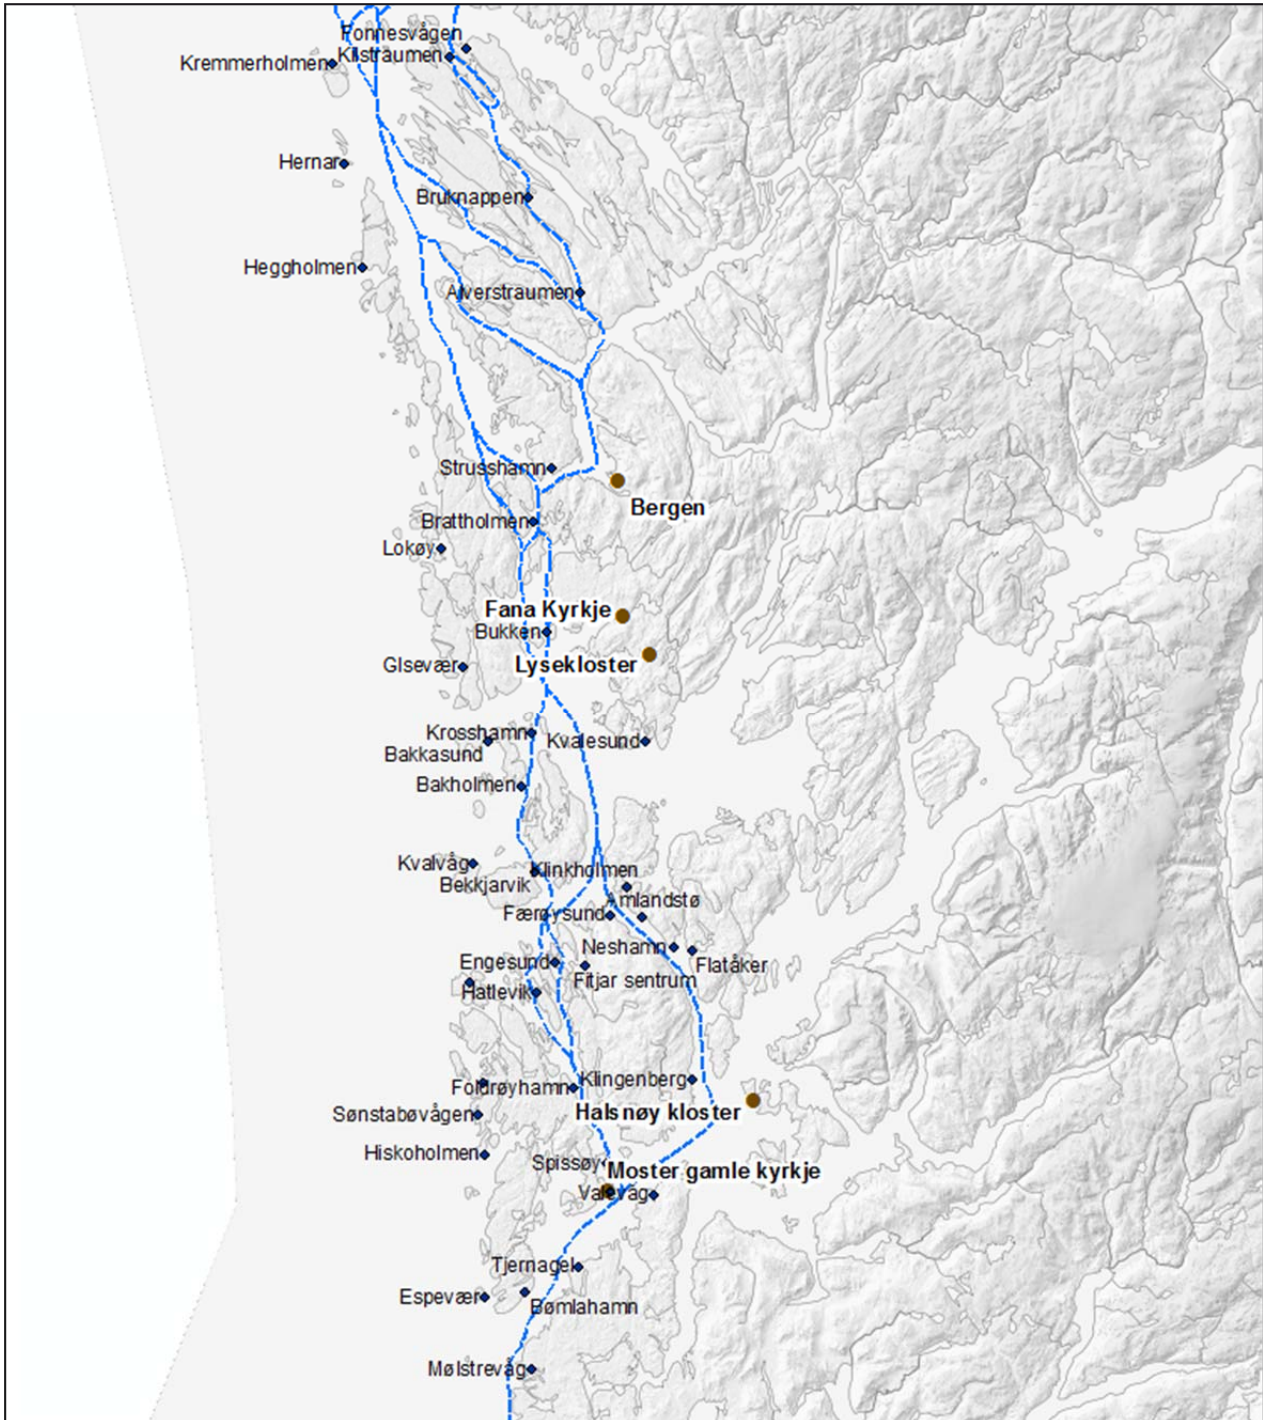 Fonnesvågen
Kilstraumen
Kremmerholmen
Hernar
Bruknappen
Heggholmen
Alverstraumen
Strusshamn
Bergen
Brattholmen
Lokøy
Fana Kyrkje
Bukken
Lysekloster
Glsevær
Krosshamn
Kvalesund
Bakkasund
Bakholmen
Kvalvåg
Klinkholmen
Bekkjarvik
Åmlandstø
Færøysund
Neshamn
Engesund
Flatåker
Fitjar sentrum
Hatlevik
Klingenberg
Foldrøyhamn
Halsnøy kloster
Sønstabøvågen
Hiskoholmen
Spissøy
Moster gamle kyrkje
Valevåg
Tjernagel
Espevær
Bømlahamn
Mølstrevåg